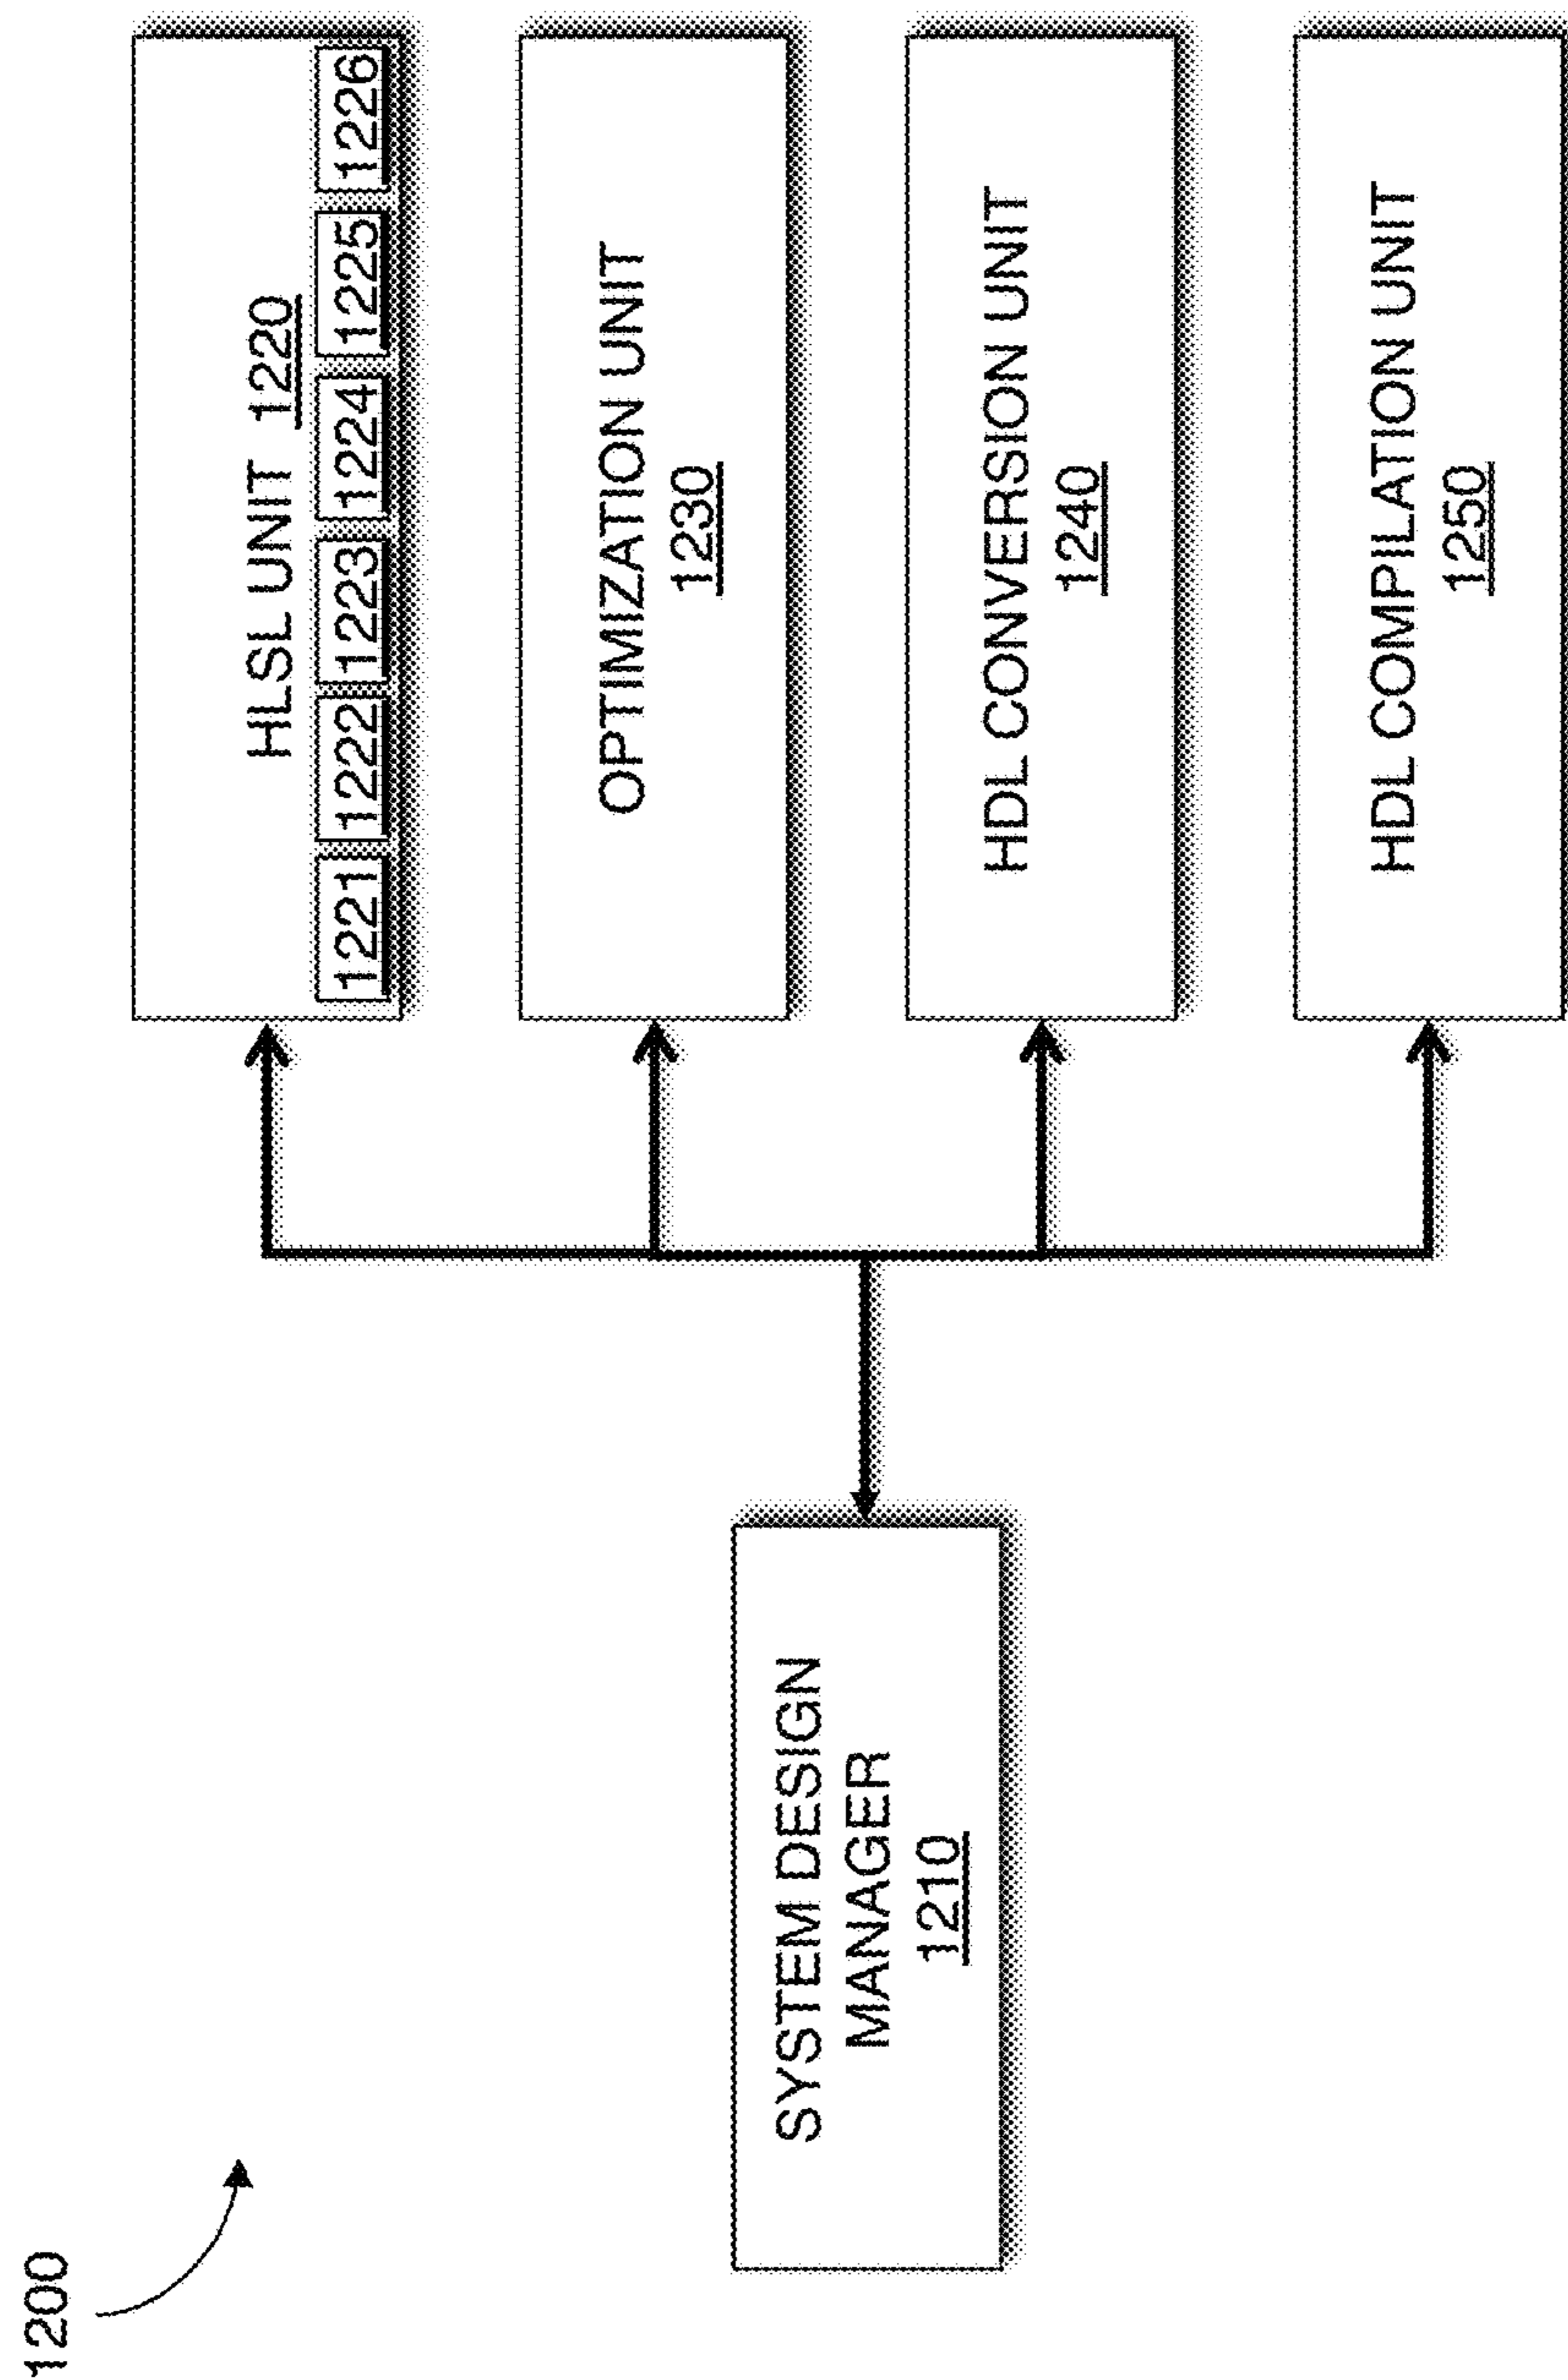 1200
SYSTEM DESIGN
MANAGER
1210
HLSL UNIT 1220
1221 1222 1223 1224 1225 1226
OPTIMIZATION UNIT
1230
HDL CONVERSION UNIT
1240
HDL COMPILATION UNIT
1250